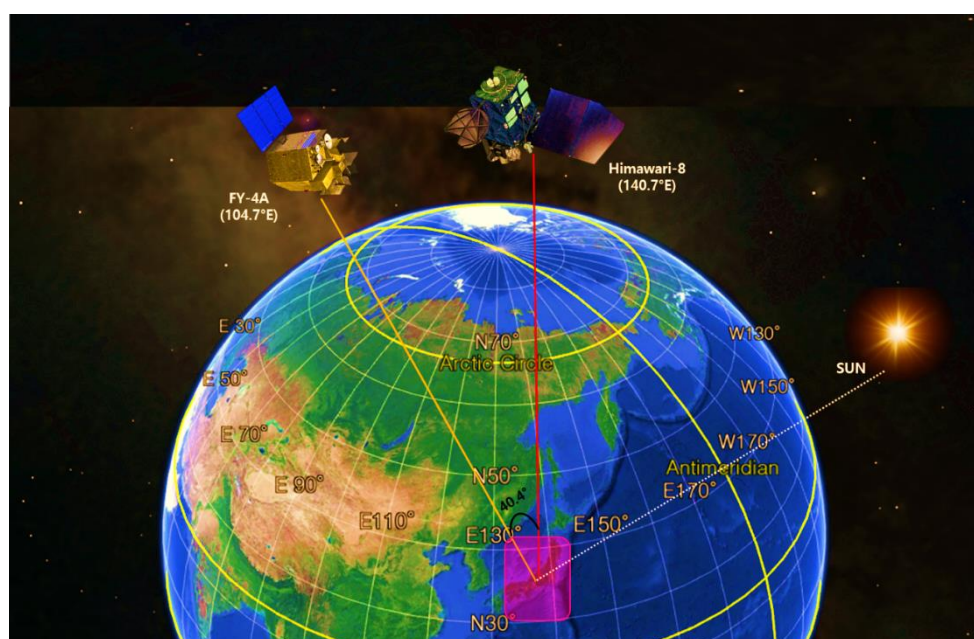 Himawari-8
(140.7°E)
FY-4A
(104.7°E)
SUN
E 30°
W130°
N70°
Arctic Circle
E 50°
W150°
E 70°
W170°
Antimeridian
N50°
E 90°
E170°
40.4°
E110°
E130°
E150°
N30°